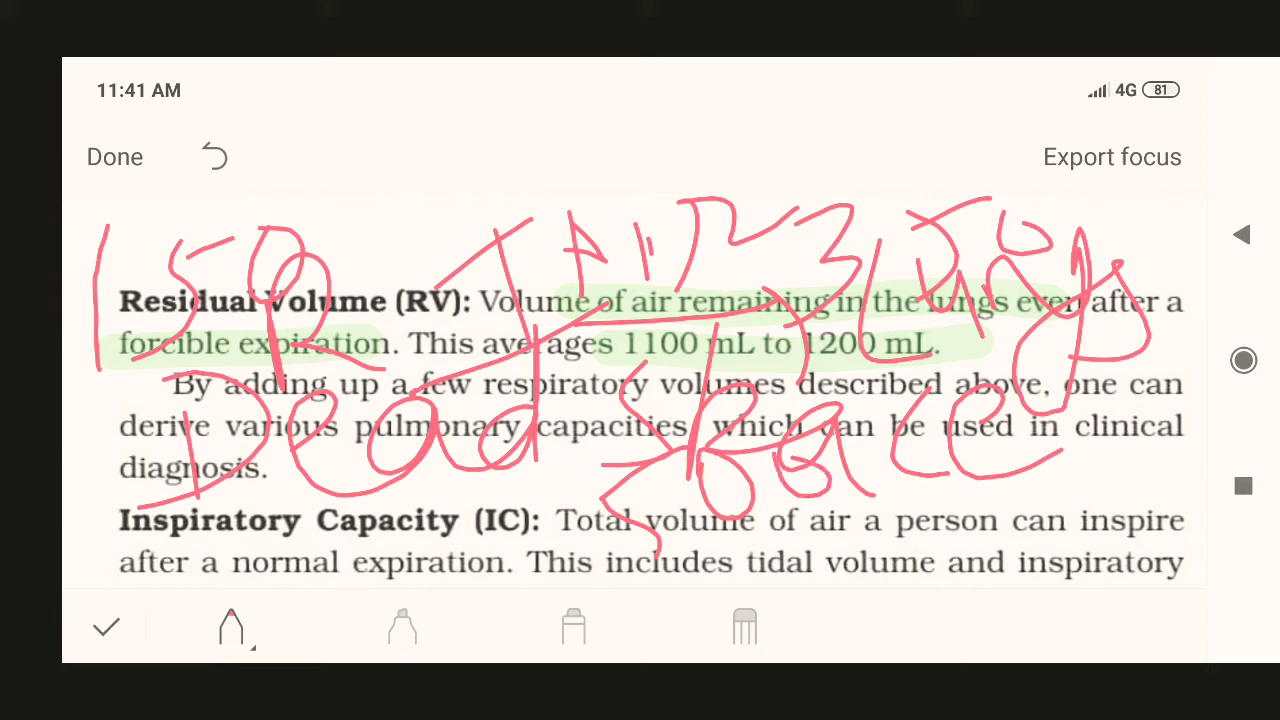 11:41 AM 4G 81
Done Export focus
Residual Volume (RV): Volume of air remaining in the lungs even after a
forcible expiration. This averages 1100 mL to 1200 mL.
By adding up a few respiratory volumes described above, one can
derive various pulmonary capacities, which can be used in clinical
diagnosis.
Inspiratory Capacity (IC): Total volume of air a person can inspire
after a normal expiration. This includes tidal volume and inspiratory
Dead space